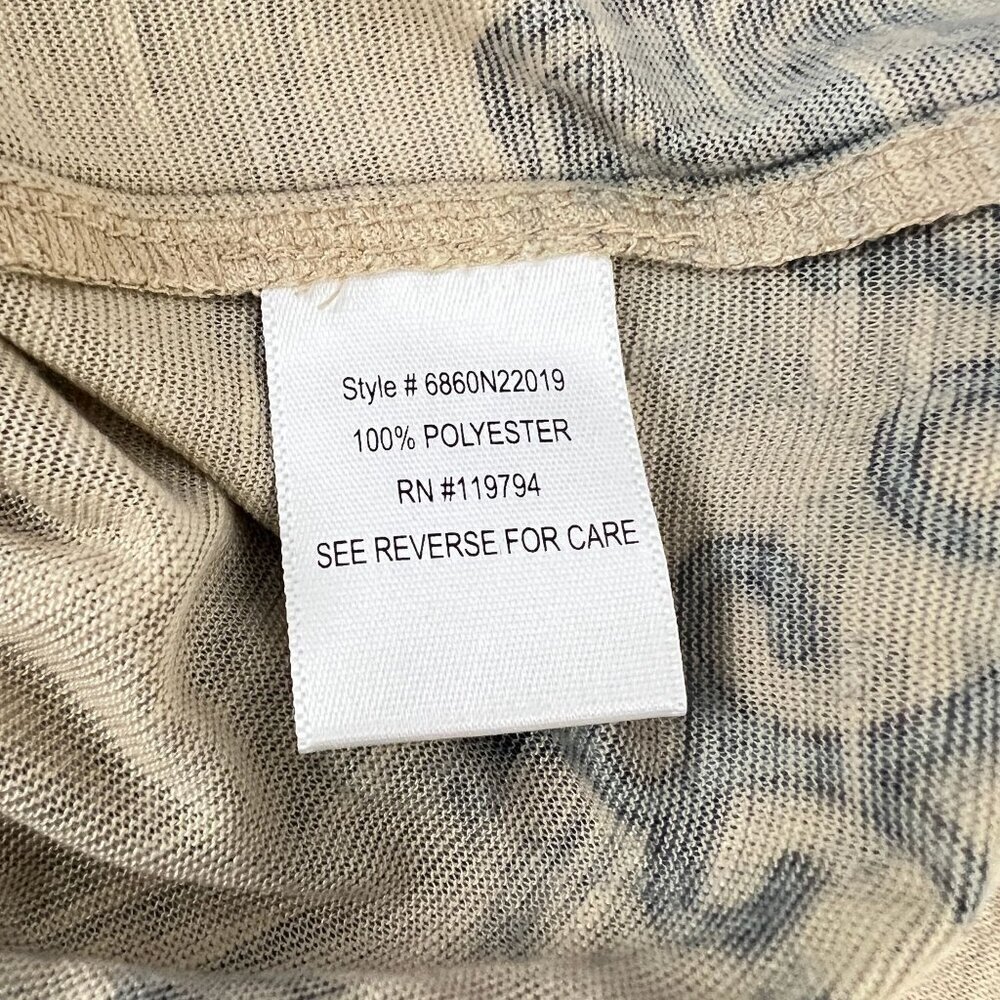 Style # 6860N22019
100% POLYESTER
RN #119794
SEE REVERSE FOR CARE